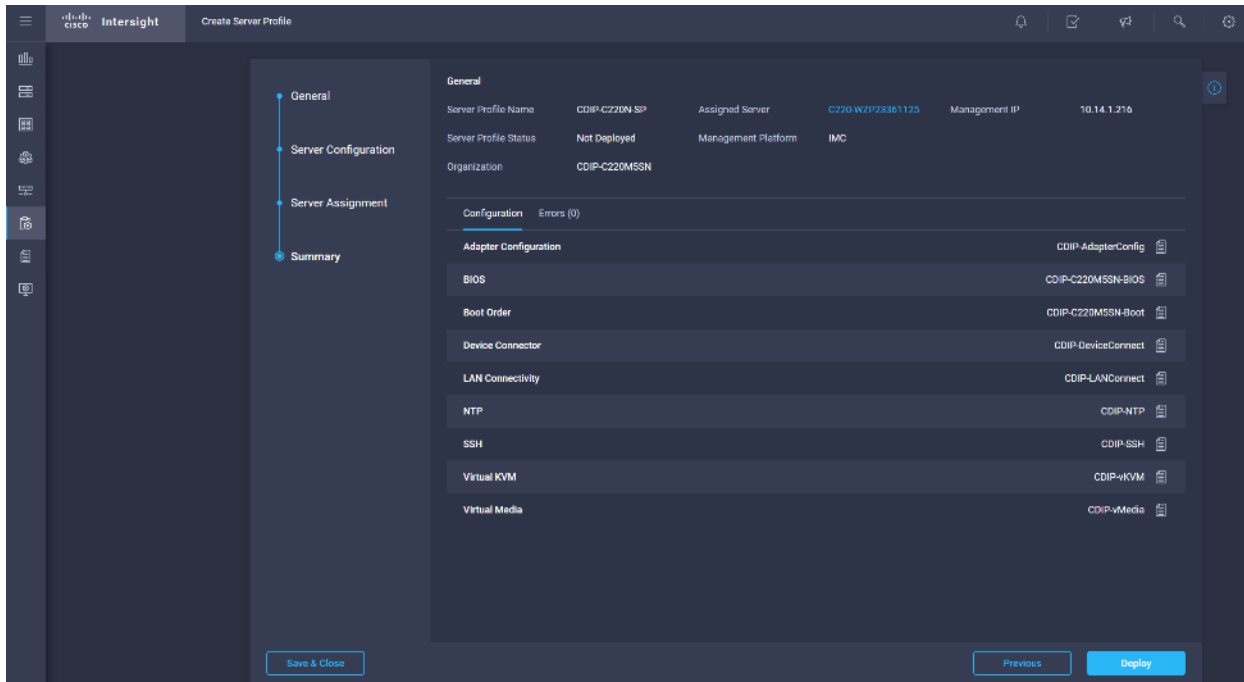 cisco Intersight
Create Server Profile
General
Server Configuration
Server Assignment
Summary
General
Server Profile Name CDIP-C220N-SP Assigned Server C220-WZP23361125 Management IP 10.14.1.216
Server Profile Status Not Deployed Management Platform IMC
Organization CDIP-C220M5SN
Configuration Errors (0)
Adapter Configuration CDIP-AdapterConfig
BIOS CDIP-C220M5SN-BIOS
Boot Order CDIP-C220M5SN-Boot
Device Connector CDIP-DeviceConnect
LAN Connectivity CDIP-LANConnect
NTP CDIP-NTP
SSH CDIP-SSH
Virtual KVM CDIP-vKVM
Virtual Media CDIP-vMedia
Save & Close Previous Deploy